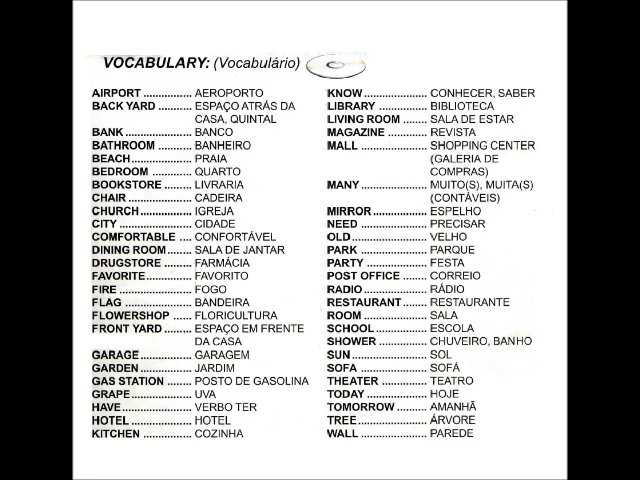 VOCABULARY: (Vocabulário)
AIRPORT ................ AEROPORTO
BACK YARD ............ ESPAÇO ATRÁS DA
CASA, QUINTAL
BANK ...................... BANCO
BATHROOM ............ BANHEIRO
BEACH.................... PRAIA
BEDROOM .............. QUARTO
BOOKSTORE .......... LIVRARIA
CHAIR ..................... CADEIRA
CHURCH.................. IGREJA
CITY ........................ CIDADE
COMFORTABLE .... CONFORTÁVEL
DINING ROOM........ SALA DE JANTAR
DRUGSTORE ......... FARMÁCIA
FAVORITE............... FAVORITO
FIRE ........................ FOGO
FLAG ....................... BANDEIRA
FLOWERSHOP ...... FLORICULTURA
FRONT YARD ......... ESPAÇO EM FRENTE
DA CASA
GARAGE................. GARAGEM
GARDEN................. JARDIM
GAS STATION ........ POSTO DE GASOLINA
GRAPE.................... UVA
HAVE....................... VERBO TER
HOTEL .................... HOTEL
KITCHEN ................ COZINHA
KNOW ..................... CONHECER, SABER
LIBRARY ................ BIBLIOTECA
LIVING ROOM ........ SALA DE ESTAR
MAGAZINE ............. REVISTA
MALL ...................... SHOPPING CENTER
(GALERIA DE
COMPRAS)
MANY ...................... MUITO(S), MUITA(S)
(CONTÁVEIS)
MIRROR.................. ESPELHO
NEED ...................... PRECISAR
OLD......................... VELHO
PARK ...................... PARQUE
PARTY .................... FESTA
POST OFFICE ........ CORREIO
RADIO..................... RÁDIO
RESTAURANT........ RESTAURANTE
ROOM ..................... SALA
SCHOOL................. ESCOLA
SHOWER ................ CHUVEIRO, BANHO
SUN......................... SOL
SOFA ...................... SOFÁ
THEATER ............... TEATRO
TODAY .................... HOJE
TOMORROW .......... AMANHÃ
TREE....................... ÁRVORE
WALL ...................... PAREDE